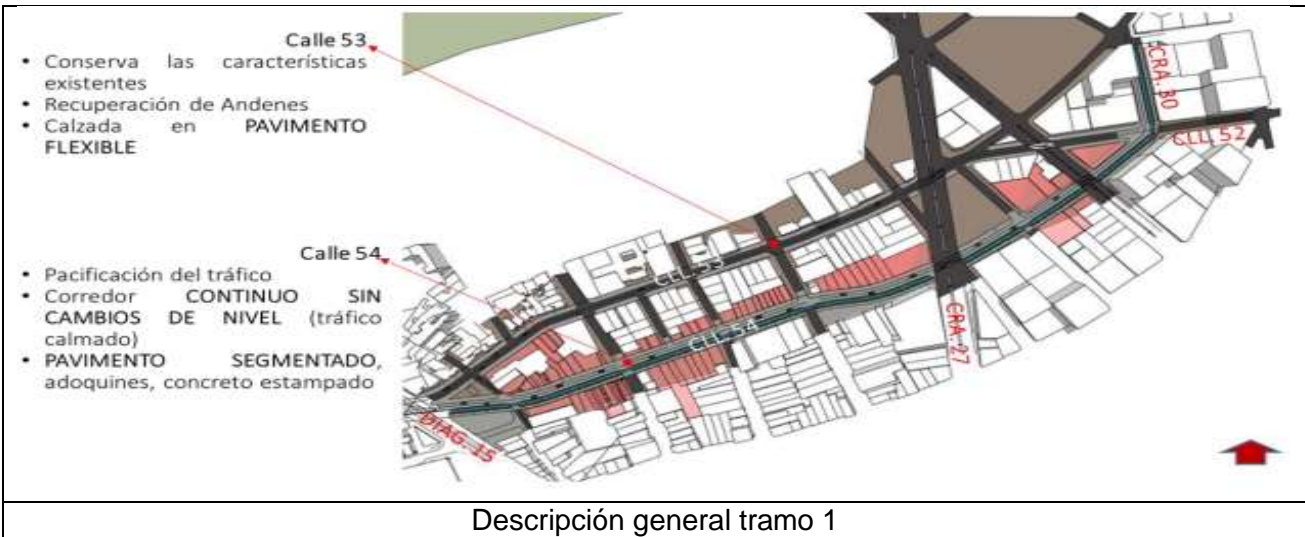 Calle 53
• Conserva las características
existentes
• Recuperación de Andenes
• Calzada en PAVIMENTO
FLEXIBLE
CRA. 30
CLL. 52
CLL. 53
Calle 54
• Pacificación del tráfico
• Corredor CONTINUO SIN
CAMBIOS DE NIVEL (tráfico
calmado)
• PAVIMENTO SEGMENTADO,
adoquines, concreto estampado
CLL. 54
CRA. 27
DIAG. 15
Descripción general tramo 1